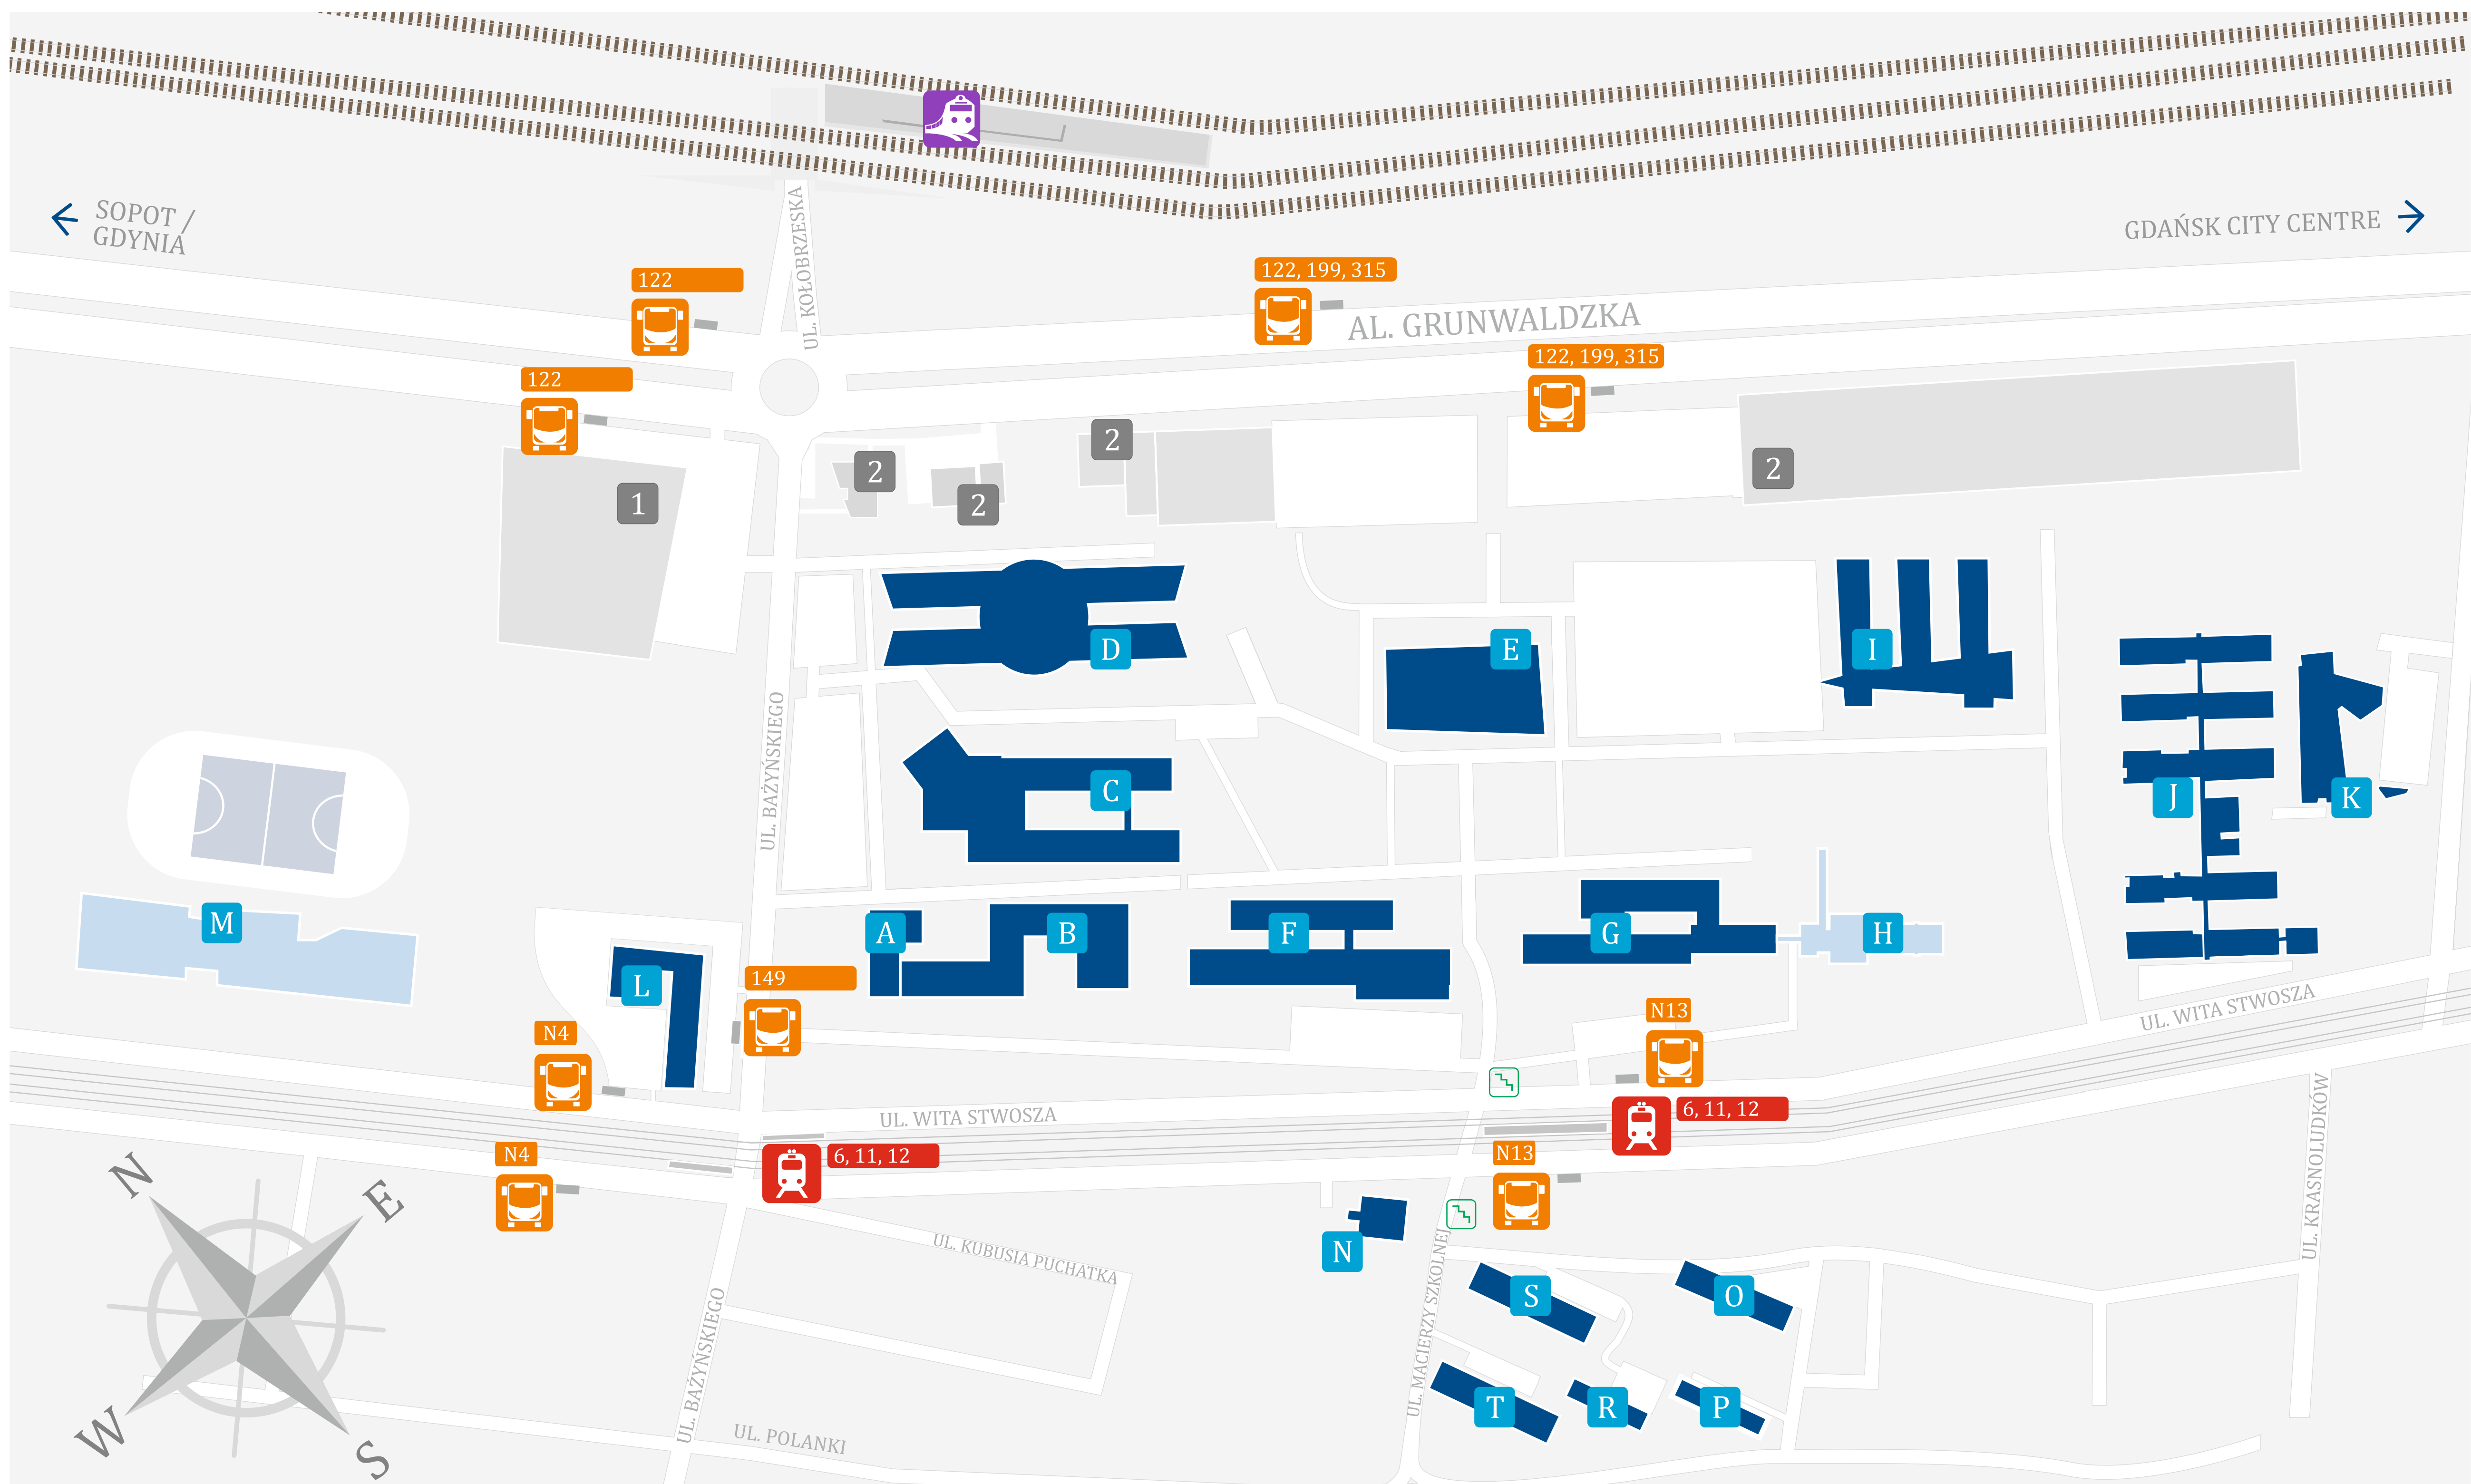 SOPOT /
GDYNIA
UL. KOŁOBRZESKA
GDAŃSK CITY CENTRE
122
122, 199, 315
AL. GRUNWALDZKA
122, 199, 315
122
2
2
2
2
1
D
E
I
UL. BAŻYŃSKIEGO
C
J
K
M
A
B
F
G
H
L
149
N4
N13
UL. WITA STWOSZA
UL. WITA STWOSZA
6, 11, 12
6, 11, 12
N4
N13
N
E
W
S
UL. KUBUSIA PUCHATKA
N
UL. MACIERZY SZKOLNEJ
UL. KRASNOLUDKÓW
S
O
T
R
P
UL. BAŻYŃSKIEGO
UL. POLANKI